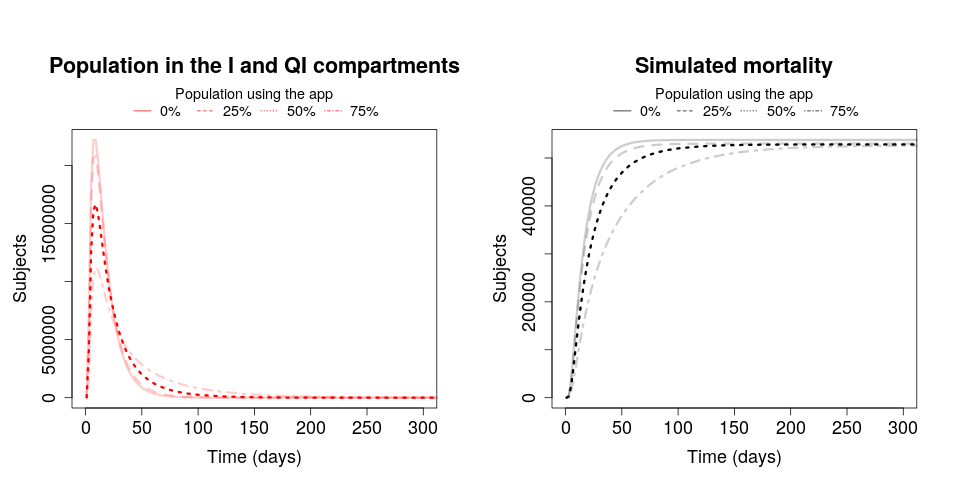 Population in the I and QI compartments
Population using the app
0% 25% 50% 75%
Subjects
0 5000000 15000000
0 50 100 150 200 250 300
Time (days)
Simulated mortality
Population using the app
0% 25% 50% 75%
Subjects
0 200000 400000
0 50 100 150 200 250 300
Time (days)